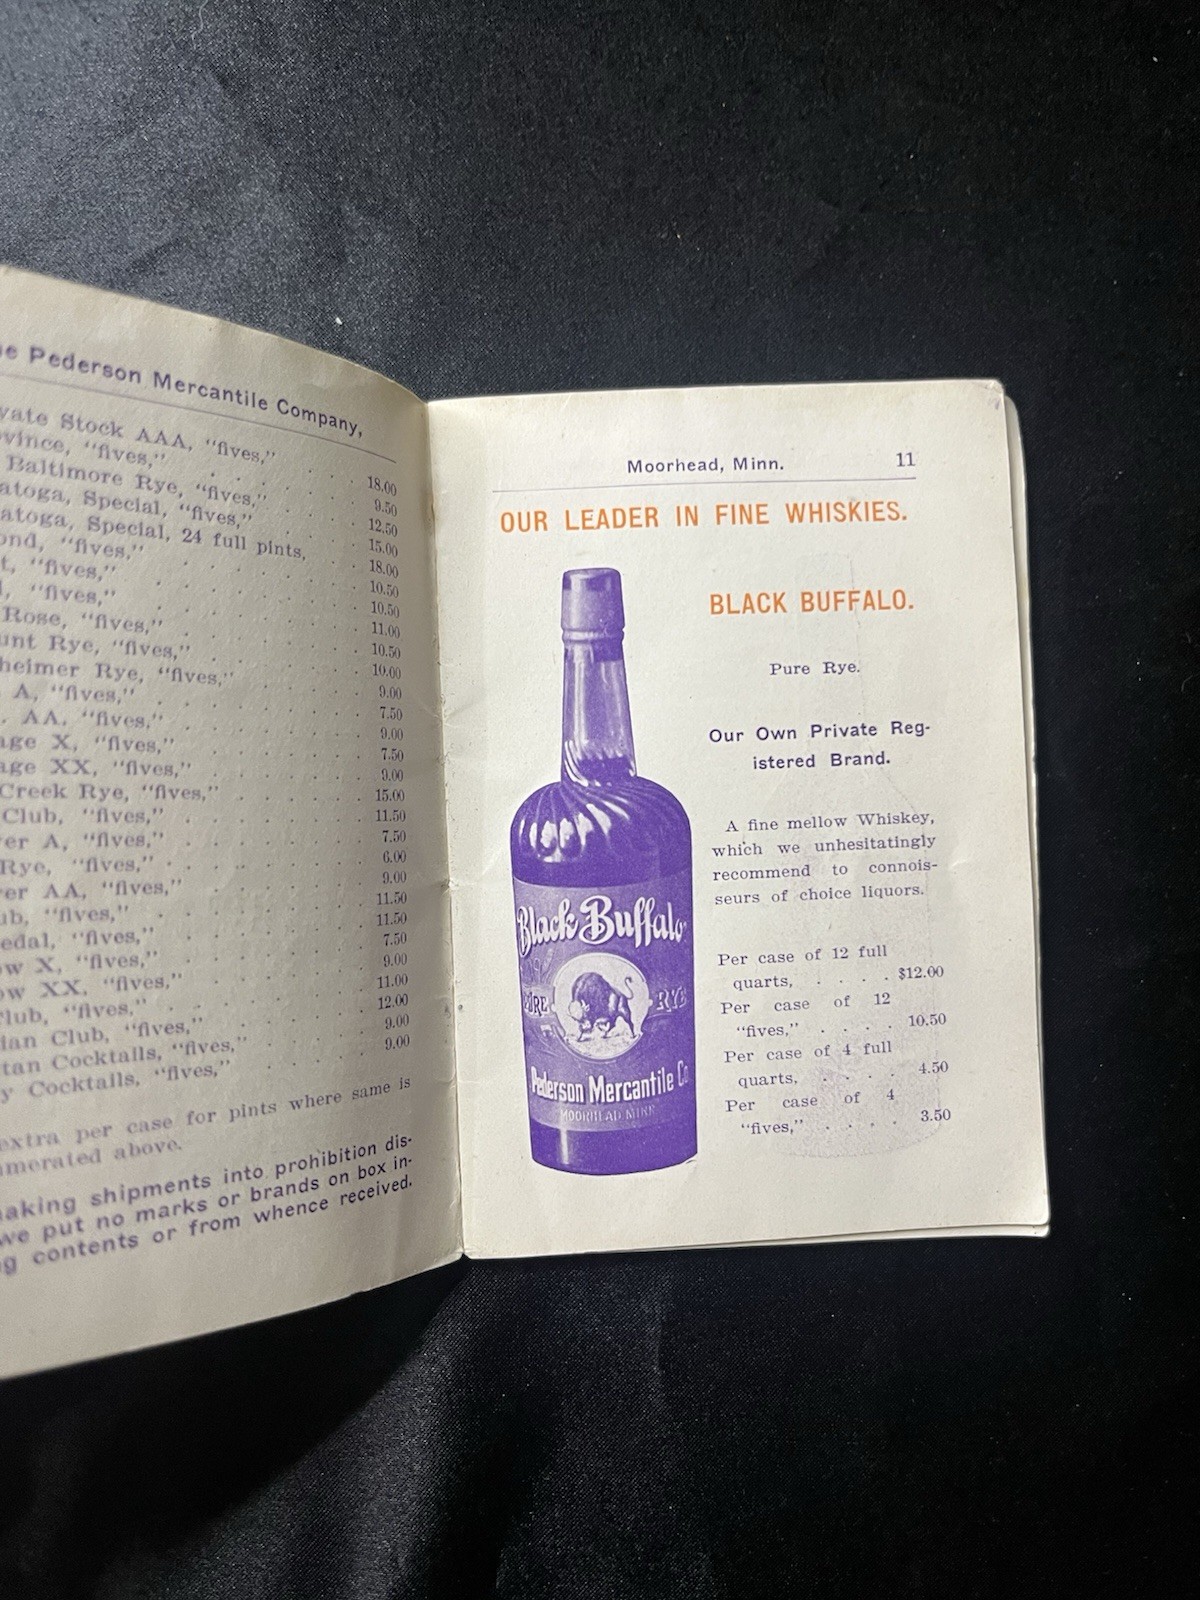 e Pederson Mercantile Company,
vate Stock AAA, “fives,” . . 18.00
vince, “fives,” . . . . . 9.50
Baltimore Rye, “fives,” . . . . 12.50
atoga, Special, “fives,” . . . . 15.00
atoga, Special, 24 full pints, . . 18.00
ond, “fives,” . . . . . . 10.50
t, “fives,” . . . . . . 10.50
, “fives,” . . . . . . 11.00
Rose, “fives,” . . . . . 10.50
unt Rye, “fives,” . . . . . 10.00
heimer Rye, “fives,” . . . . 9.00
A, “fives,” . . . . . . 7.50
AA, “fives,” . . . . . . 9.00
age X, “fives,” . . . . . 7.50
age XX, “fives,” . . . . . 9.00
Creek Rye, “fives,” . . . . 15.00
Club, “fives,” . . . . . 11.50
er A, “fives,” . . . . . 7.50
Rye, “fives,” . . . . . . 6.00
er AA, “fives,” . . . . . 9.00
ub, “fives,” . . . . . . 11.50
edal, “fives,” . . . . . 11.50
ow X, “fives,” . . . . . 7.50
ow XX, “fives,” . . . . . 9.00
lub, “fives,” . . . . . 11.00
ian Club, “fives,” . . . . 12.00
tan Cocktails, “fives,” . . . 9.00
y Cocktails, “fives,” . . . . 9.00
extra per case for pints where same is
merated above.
aking shipments into prohibition dis-
we put no marks or brands on box in-
g contents or from whence received.
Moorhead, Minn. 11
OUR LEADER IN FINE WHISKIES.
BLACK BUFFALO.
Pure Rye.
Our Own Private Reg-
istered Brand.
A fine mellow Whiskey,
which we unhesitatingly
recommend to connois-
seurs of choice liquors.
Per case of 12 full
quarts, . . . . $12.00
Per case of 12
“fives,” . . . . 10.50
Per case of 4 full
quarts, . . . . 4.50
Per case of 4
“fives,” . . . . 3.50
Black Buffalo
PURE RYE
Pederson Mercantile Co
MOORHEAD MINN